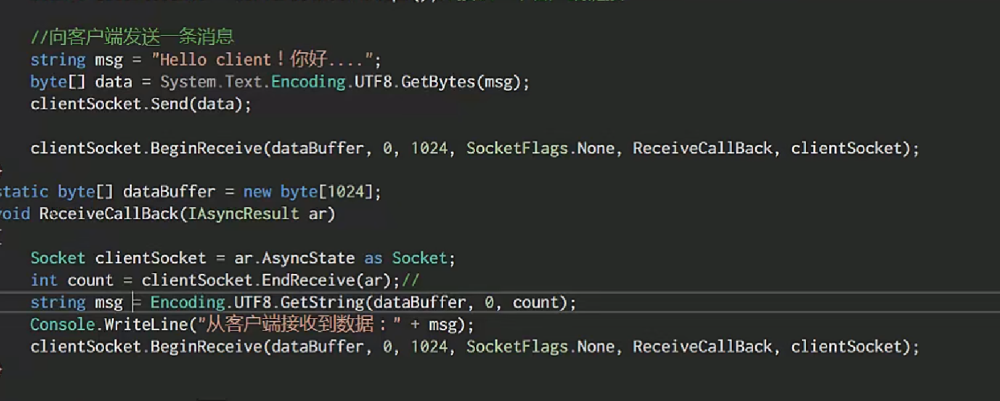 //向客户端发送一条消息
string msg = "Hello client！你好....";
byte[] data = System.Text.Encoding.UTF8.GetBytes(msg);
clientSocket.Send(data);
clientSocket.BeginReceive(dataBuffer, 0, 1024, SocketFlags.None, ReceiveCallBack, clientSocket);
static byte[] dataBuffer = new byte[1024];
void ReceiveCallBack(IAsyncResult ar)
Socket clientSocket = ar.AsyncState as Socket;
int count = clientSocket.EndReceive(ar);//
string msg = Encoding.UTF8.GetString(dataBuffer, 0, count);
Console.WriteLine("从客户端接收到数据：" + msg);
clientSocket.BeginReceive(dataBuffer, 0, 1024, SocketFlags.None, ReceiveCallBack, clientSocket);